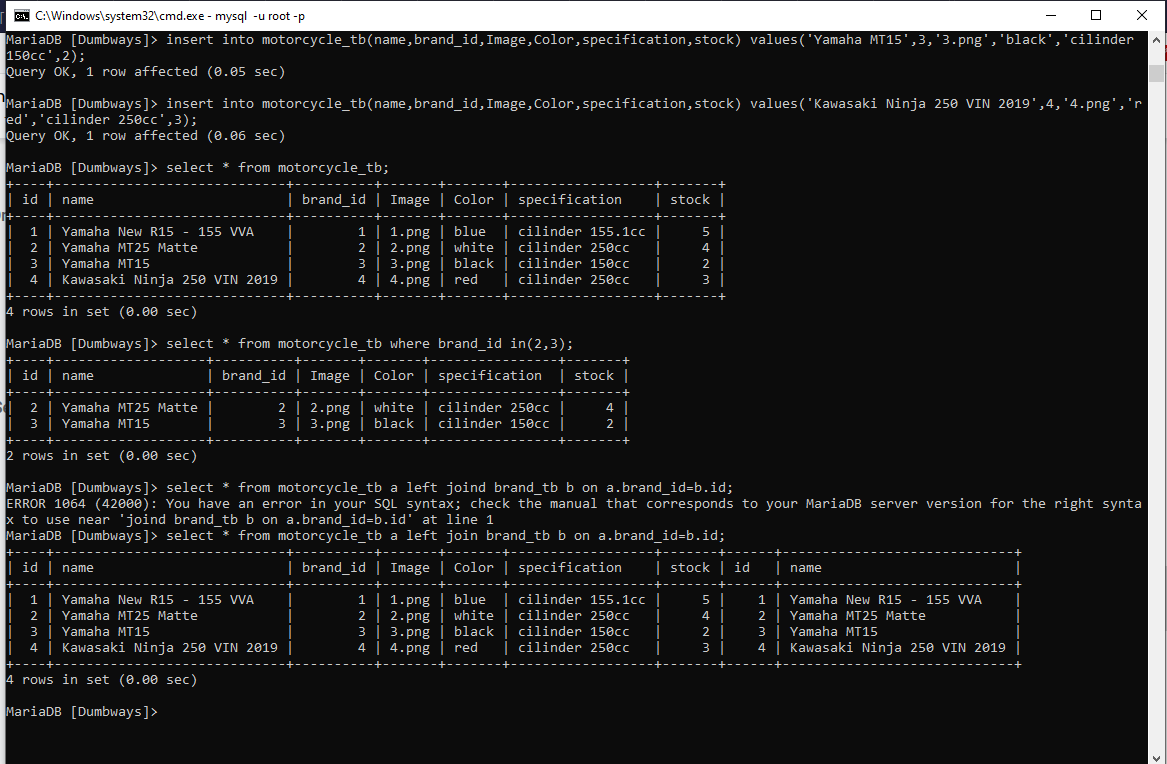 C:\Windows\system32\cmd.exe - mysql  -u root -p
MariaDB [Dumbways]> insert into motorcycle_tb(name,brand_id,Image,Color,specification,stock) values('Yamaha MT15',3,'3.png','black','cilinder 
150cc',2);
Query OK, 1 row affected (0.05 sec)

MariaDB [Dumbways]> insert into motorcycle_tb(name,brand_id,Image,Color,specification,stock) values('Kawasaki Ninja 250 VIN 2019',4,'4.png','r
ed','cilinder 250cc',3);
Query OK, 1 row affected (0.06 sec)

MariaDB [Dumbways]> select * from motorcycle_tb;
+----+-----------------------------+----------+-------+-------+------------------+-------+
| id | name                        | brand_id | Image | Color | specification    | stock |
+----+-----------------------------+----------+-------+-------+------------------+-------+
|  1 | Yamaha New R15 - 155 VVA    |        1 | 1.png | blue  | cilinder 155.1cc |     5 |
|  2 | Yamaha MT25 Matte           |        2 | 2.png | white | cilinder 250cc   |     4 |
|  3 | Yamaha MT15                 |        3 | 3.png | black | cilinder 150cc   |     2 |
|  4 | Kawasaki Ninja 250 VIN 2019 |        4 | 4.png | red   | cilinder 250cc   |     3 |
+----+-----------------------------+----------+-------+-------+------------------+-------+
4 rows in set (0.00 sec)

MariaDB [Dumbways]> select * from motorcycle_tb where brand_id in(2,3);
+----+-------------------+----------+-------+-------+----------------+-------+
| id | name              | brand_id | Image | Color | specification  | stock |
+----+-------------------+----------+-------+-------+----------------+-------+
|  2 | Yamaha MT25 Matte |        2 | 2.png | white | cilinder 250cc |     4 |
|  3 | Yamaha MT15       |        3 | 3.png | black | cilinder 150cc |     2 |
+----+-------------------+----------+-------+-------+----------------+-------+
2 rows in set (0.00 sec)

MariaDB [Dumbways]> select * from motorcycle_tb a left joind brand_tb b on a.brand_id=b.id;
ERROR 1064 (42000): You have an error in your SQL syntax; check the manual that corresponds to your MariaDB server version for the right synta
x to use near 'joind brand_tb b on a.brand_id=b.id' at line 1
MariaDB [Dumbways]> select * from motorcycle_tb a left join brand_tb b on a.brand_id=b.id;
+----+-----------------------------+----------+-------+-------+------------------+-------+------+-----------------------------+
| id | name                        | brand_id | Image | Color | specification    | stock | id   | name                        |
+----+-----------------------------+----------+-------+-------+------------------+-------+------+-----------------------------+
|  1 | Yamaha New R15 - 155 VVA    |        1 | 1.png | blue  | cilinder 155.1cc |     5 |    1 | Yamaha New R15 - 155 VVA    |
|  2 | Yamaha MT25 Matte           |        2 | 2.png | white | cilinder 250cc   |     4 |    2 | Yamaha MT25 Matte           |
|  3 | Yamaha MT15                 |        3 | 3.png | black | cilinder 150cc   |     2 |    3 | Yamaha MT15                 |
|  4 | Kawasaki Ninja 250 VIN 2019 |        4 | 4.png | red   | cilinder 250cc   |     3 |    4 | Kawasaki Ninja 250 VIN 2019 |
+----+-----------------------------+----------+-------+-------+------------------+-------+------+-----------------------------+
4 rows in set (0.00 sec)

MariaDB [Dumbways]>